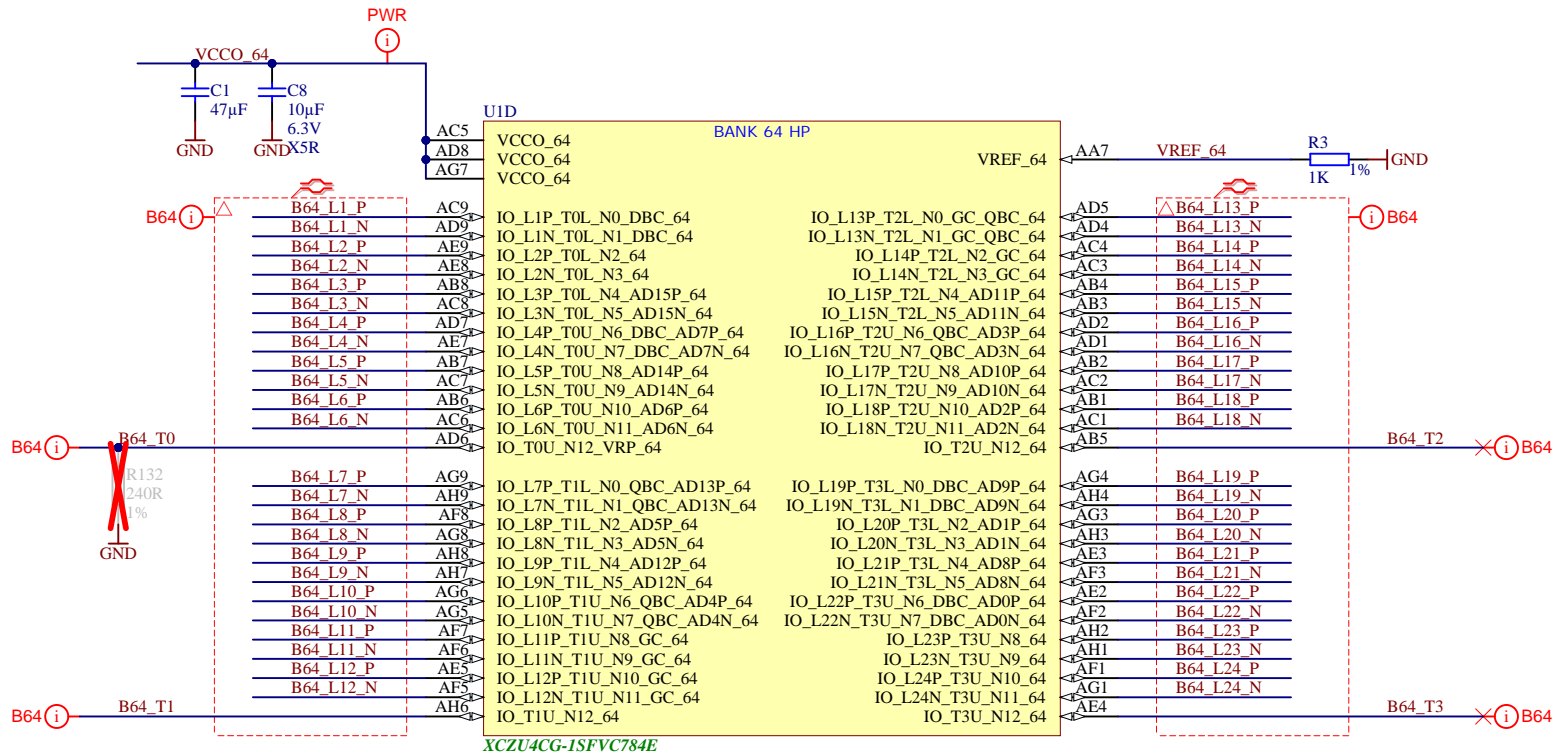 PWR
i
VCCO_64
C1
47µF
GND
C8
10µF
6.3V
X5R
GND
U1D
BANK 64 HP
AC5 VCCO_64
AD8 VCCO_64
AG7 VCCO_64
VREF_64 AA7 VREF_64
R3
1K
1%
GND
B64 i
i B64
B64_L1_P AC9 IO_L1P_T0L_N0_DBC_64 IO_L13P_T2L_N0_GC_QBC_64 AD5 B64_L13_P
B64_L1_N AD9 IO_L1N_T0L_N1_DBC_64 IO_L13N_T2L_N1_GC_QBC_64 AD4 B64_L13_N
B64_L2_P AE9 IO_L2P_T0L_N2_64 IO_L14P_T2L_N2_GC_64 AC4 B64_L14_P
B64_L2_N AE8 IO_L2N_T0L_N3_64 IO_L14N_T2L_N3_GC_64 AC3 B64_L14_N
B64_L3_P AB8 IO_L3P_T0L_N4_AD15P_64 IO_L15P_T2L_N4_AD11P_64 AB4 B64_L15_P
B64_L3_N AC8 IO_L3N_T0L_N5_AD15N_64 IO_L15N_T2L_N5_AD11N_64 AB3 B64_L15_N
B64_L4_P AD7 IO_L4P_T0U_N6_DBC_AD7P_64 IO_L16P_T2U_N6_QBC_AD3P_64 AD2 B64_L16_P
B64_L4_N AE7 IO_L4N_T0U_N7_DBC_AD7N_64 IO_L16N_T2U_N7_QBC_AD3N_64 AD1 B64_L16_N
B64_L5_P AB7 IO_L5P_T0U_N8_AD14P_64 IO_L17P_T2U_N8_AD10P_64 AB2 B64_L17_P
B64_L5_N AC7 IO_L5N_T0U_N9_AD14N_64 IO_L17N_T2U_N9_AD10N_64 AC2 B64_L17_N
B64_L6_P AB6 IO_L6P_T0U_N10_AD6P_64 IO_L18P_T2U_N10_AD2P_64 AB1 B64_L18_P
B64_L6_N AC6 IO_L6N_T0U_N11_AD6N_64 IO_L18N_T2U_N11_AD2N_64 AC1 B64_L18_N
B64 i B64_T0 AD6 IO_T0U_N12_VRP_64 IO_T2U_N12_64 AB5 B64_T2 i B64
R132
240R
1%
GND
B64_L7_P AG9 IO_L7P_T1L_N0_QBC_AD13P_64 IO_L19P_T3L_N0_DBC_AD9P_64 AG4 B64_L19_P
B64_L7_N AH9 IO_L7N_T1L_N1_QBC_AD13N_64 IO_L19N_T3L_N1_DBC_AD9N_64 AH4 B64_L19_N
B64_L8_P AF8 IO_L8P_T1L_N2_AD5P_64 IO_L20P_T3L_N2_AD1P_64 AG3 B64_L20_P
B64_L8_N AG8 IO_L8N_T1L_N3_AD5N_64 IO_L20N_T3L_N3_AD1N_64 AH3 B64_L20_N
B64_L9_P AH8 IO_L9P_T1L_N4_AD12P_64 IO_L21P_T3L_N4_AD8P_64 AE3 B64_L21_P
B64_L9_N AH7 IO_L9N_T1L_N5_AD12N_64 IO_L21N_T3L_N5_AD8N_64 AF3 B64_L21_N
B64_L10_P AG6 IO_L10P_T1U_N6_QBC_AD4P_64 IO_L22P_T3U_N6_DBC_AD0P_64 AE2 B64_L22_P
B64_L10_N AG5 IO_L10N_T1U_N7_QBC_AD4N_64 IO_L22N_T3U_N7_DBC_AD0N_64 AF2 B64_L22_N
B64_L11_P AF7 IO_L11P_T1U_N8_GC_64 IO_L23P_T3U_N8_64 AH2 B64_L23_P
B64_L11_N AF6 IO_L11N_T1U_N9_GC_64 IO_L23N_T3U_N9_64 AH1 B64_L23_N
B64_L12_P AE5 IO_L12P_T1U_N10_GC_64 IO_L24P_T3U_N10_64 AF1 B64_L24_P
B64_L12_N AF5 IO_L12N_T1U_N11_GC_64 IO_L24N_T3U_N11_64 AG1 B64_L24_N
B64 i B64_T1 AH6 IO_T1U_N12_64 IO_T3U_N12_64 AE4 B64_T3 i B64
XCZU4CG-1SFVC784E